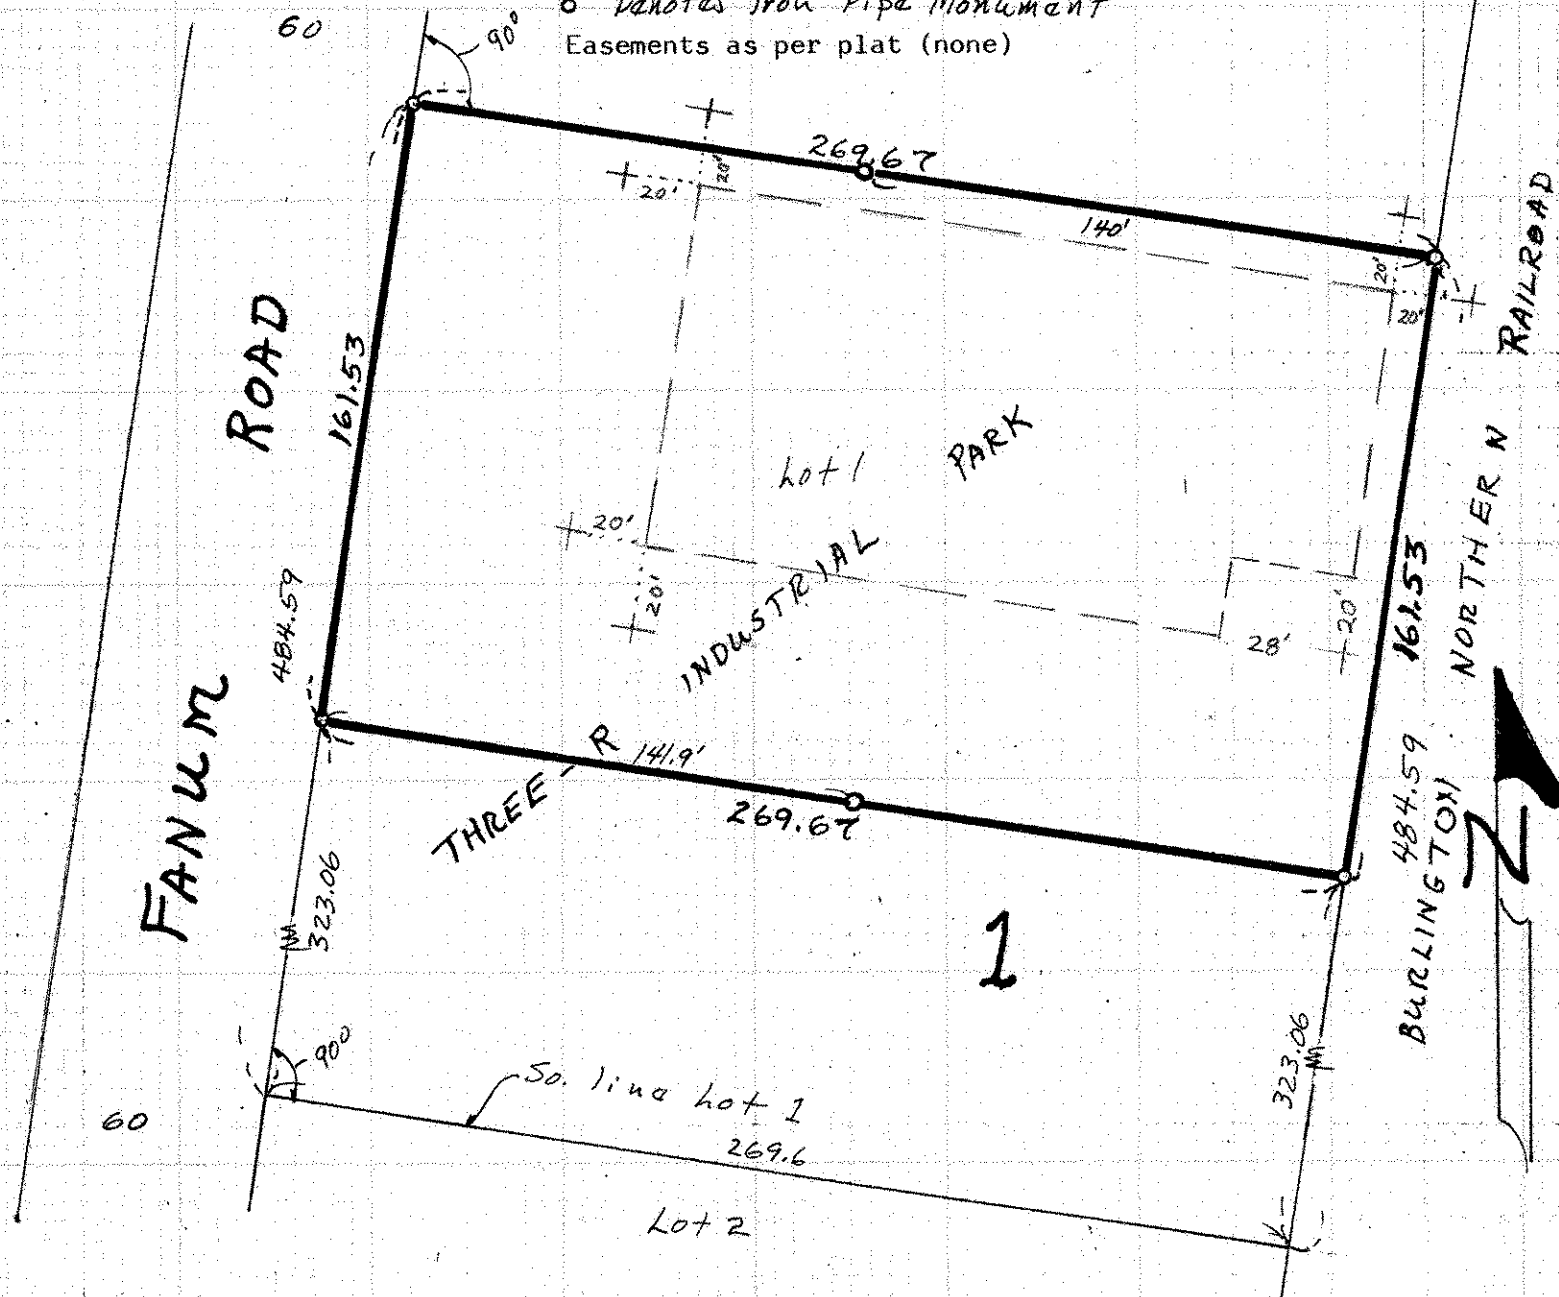 o Denotes Iron Pipe Monument
60
90°
Easements as per plat (none)
269.67
20'
20'
140'
20'
20'
ROAD
161.53
RAILROAD
Lot 1
PARK
20'
20'
INDUSTRIAL
28'
20'
161.53
NORTHERN
484.59
FANUM
THREE - R
141.9'
269.67
323.06
1
484.59
BURLINGTON
Z
90°
60
So. line Lot 1
269.6
323.06
Lot 2